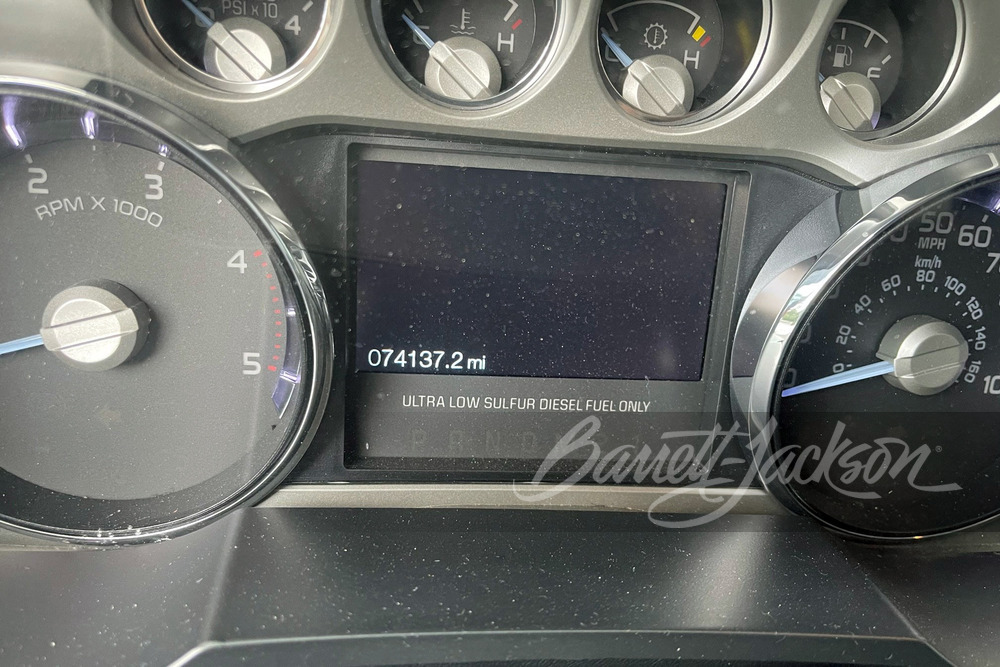 PSI x 10
4
H
H
F
2
3
RPM X 1000
4
5
074137.2 mi
ULTRA LOW SULFUR DIESEL FUEL ONLY
P R N D
50
60
MPH
km/h
20
40
60
80
100
120
140
160
Barrett-Jackson